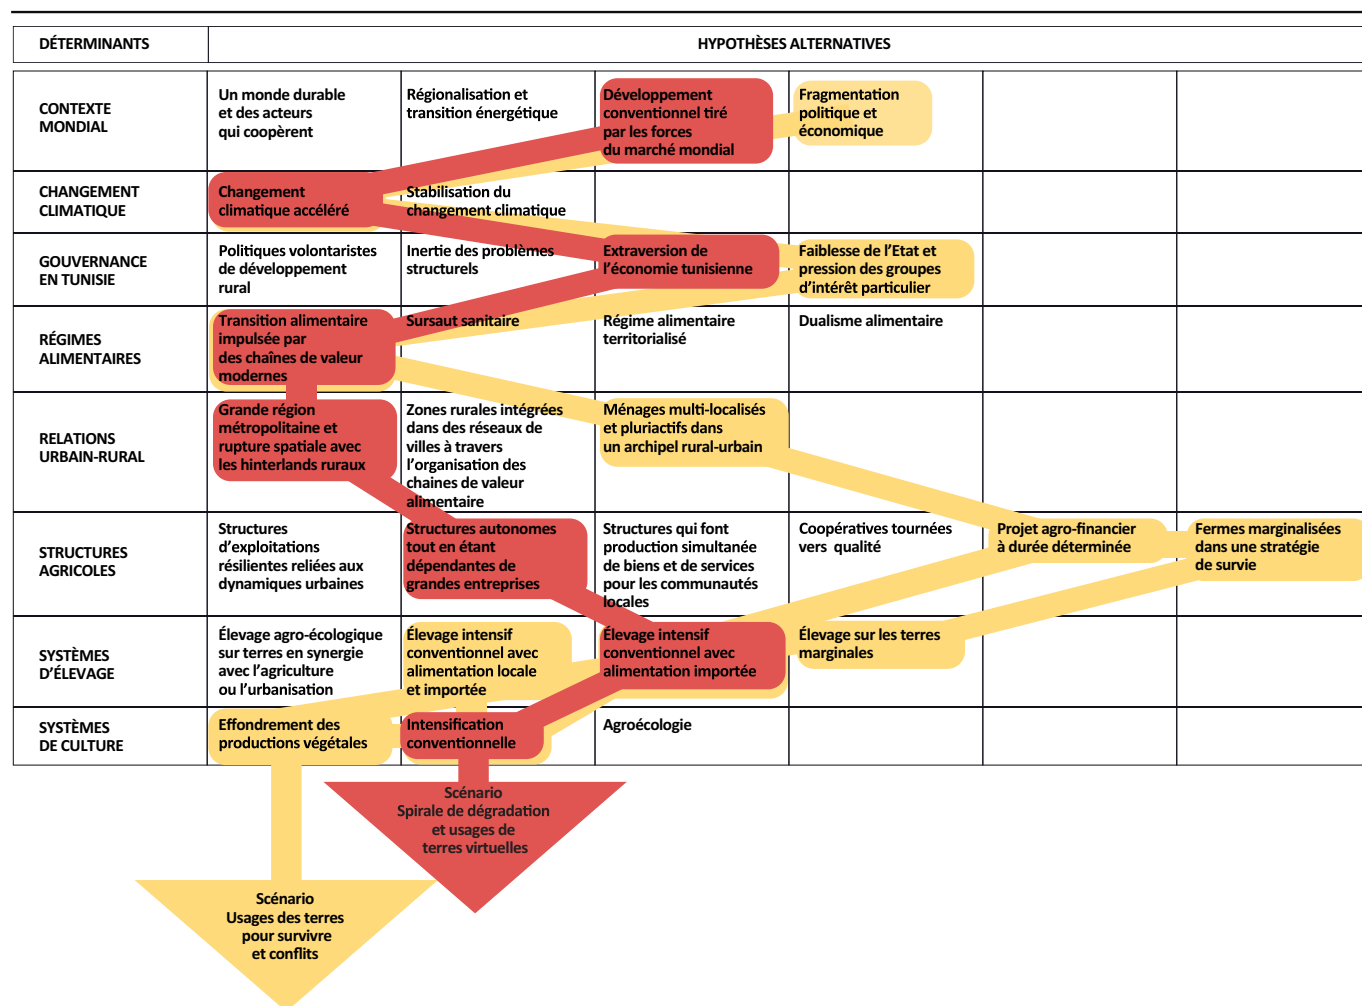 DÉTERMINANTS
HYPOTHÈSES ALTERNATIVES
CONTEXTE
MONDIAL
Un monde durable
et des acteurs
qui coopèrent
Régionalisation et
transition énergétique
Développement
conventionnel tiré
par les forces
du marché mondial
Fragmentation
politique et
économique
CHANGEMENT
CLIMATIQUE
Changement
climatique accéléré
Stabilisation du
changement climatique
GOUVERNANCE
EN TUNISIE
Politiques volontaristes
de développement
rural
Inertie des problèmes
structurels
Extraversion de
l’économie tunisienne
Faiblesse de l’Etat et
pression des groupes
d’intérêt particulier
RÉGIMES
ALIMENTAIRES
Transition alimentaire
impulsée par
des chaînes de valeur
modernes
Sursaut sanitaire
Régime alimentaire
territorialisé
Dualisme alimentaire
RELATIONS
URBAIN-RURAL
Grande région
métropolitaine et
rupture spatiale avec
les hinterlands ruraux
Zones rurales intégrées
dans des réseaux de
villes à travers
l’organisation des
chaines de valeur
alimentaire
Ménages multi-localisés
et pluriactifs dans
un archipel rural-urbain
STRUCTURES
AGRICOLES
Structures
d’exploitations
résilientes reliées aux
dynamiques urbaines
Structures autonomes
tout en étant
dépendantes de
grandes entreprises
Structures qui font
production simultanée
de biens et de services
pour les communautés
locales
Coopératives tournées
vers qualité
Projet agro-financier
à durée déterminée
Fermes marginalisées
dans une stratégie
de survie
SYSTÈMES
D’ÉLEVAGE
Élevage agro-écologique
sur terres en synergie
avec l’agriculture
ou l’urbanisation
Élevage intensif
conventionnel avec
alimentation locale
et importée
Élevage intensif
conventionnel avec
alimentation importée
Élevage sur les terres
marginales
SYSTÈMES
DE CULTURE
Effondrement des
productions végétales
Intensification
conventionnelle
Agroécologie
Scénario
Spirale de dégradation
et usages de
terres virtuelles
Scénario
Usages des terres
pour survivre
et conflits